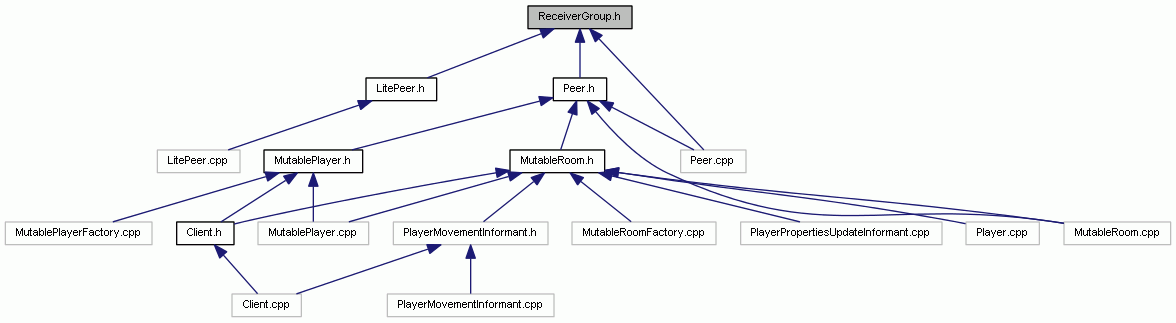 ReceiverGroup.h
LitePeer.h
Peer.h
LitePeer.cpp
MutablePlayer.h
MutableRoom.h
Peer.cpp
MutablePlayerFactory.cpp
Client.h
MutablePlayer.cpp
PlayerMovementInformant.h
MutableRoomFactory.cpp
PlayerPropertiesUpdateInformant.cpp
Player.cpp
MutableRoom.cpp
Client.cpp
PlayerMovementInformant.cpp